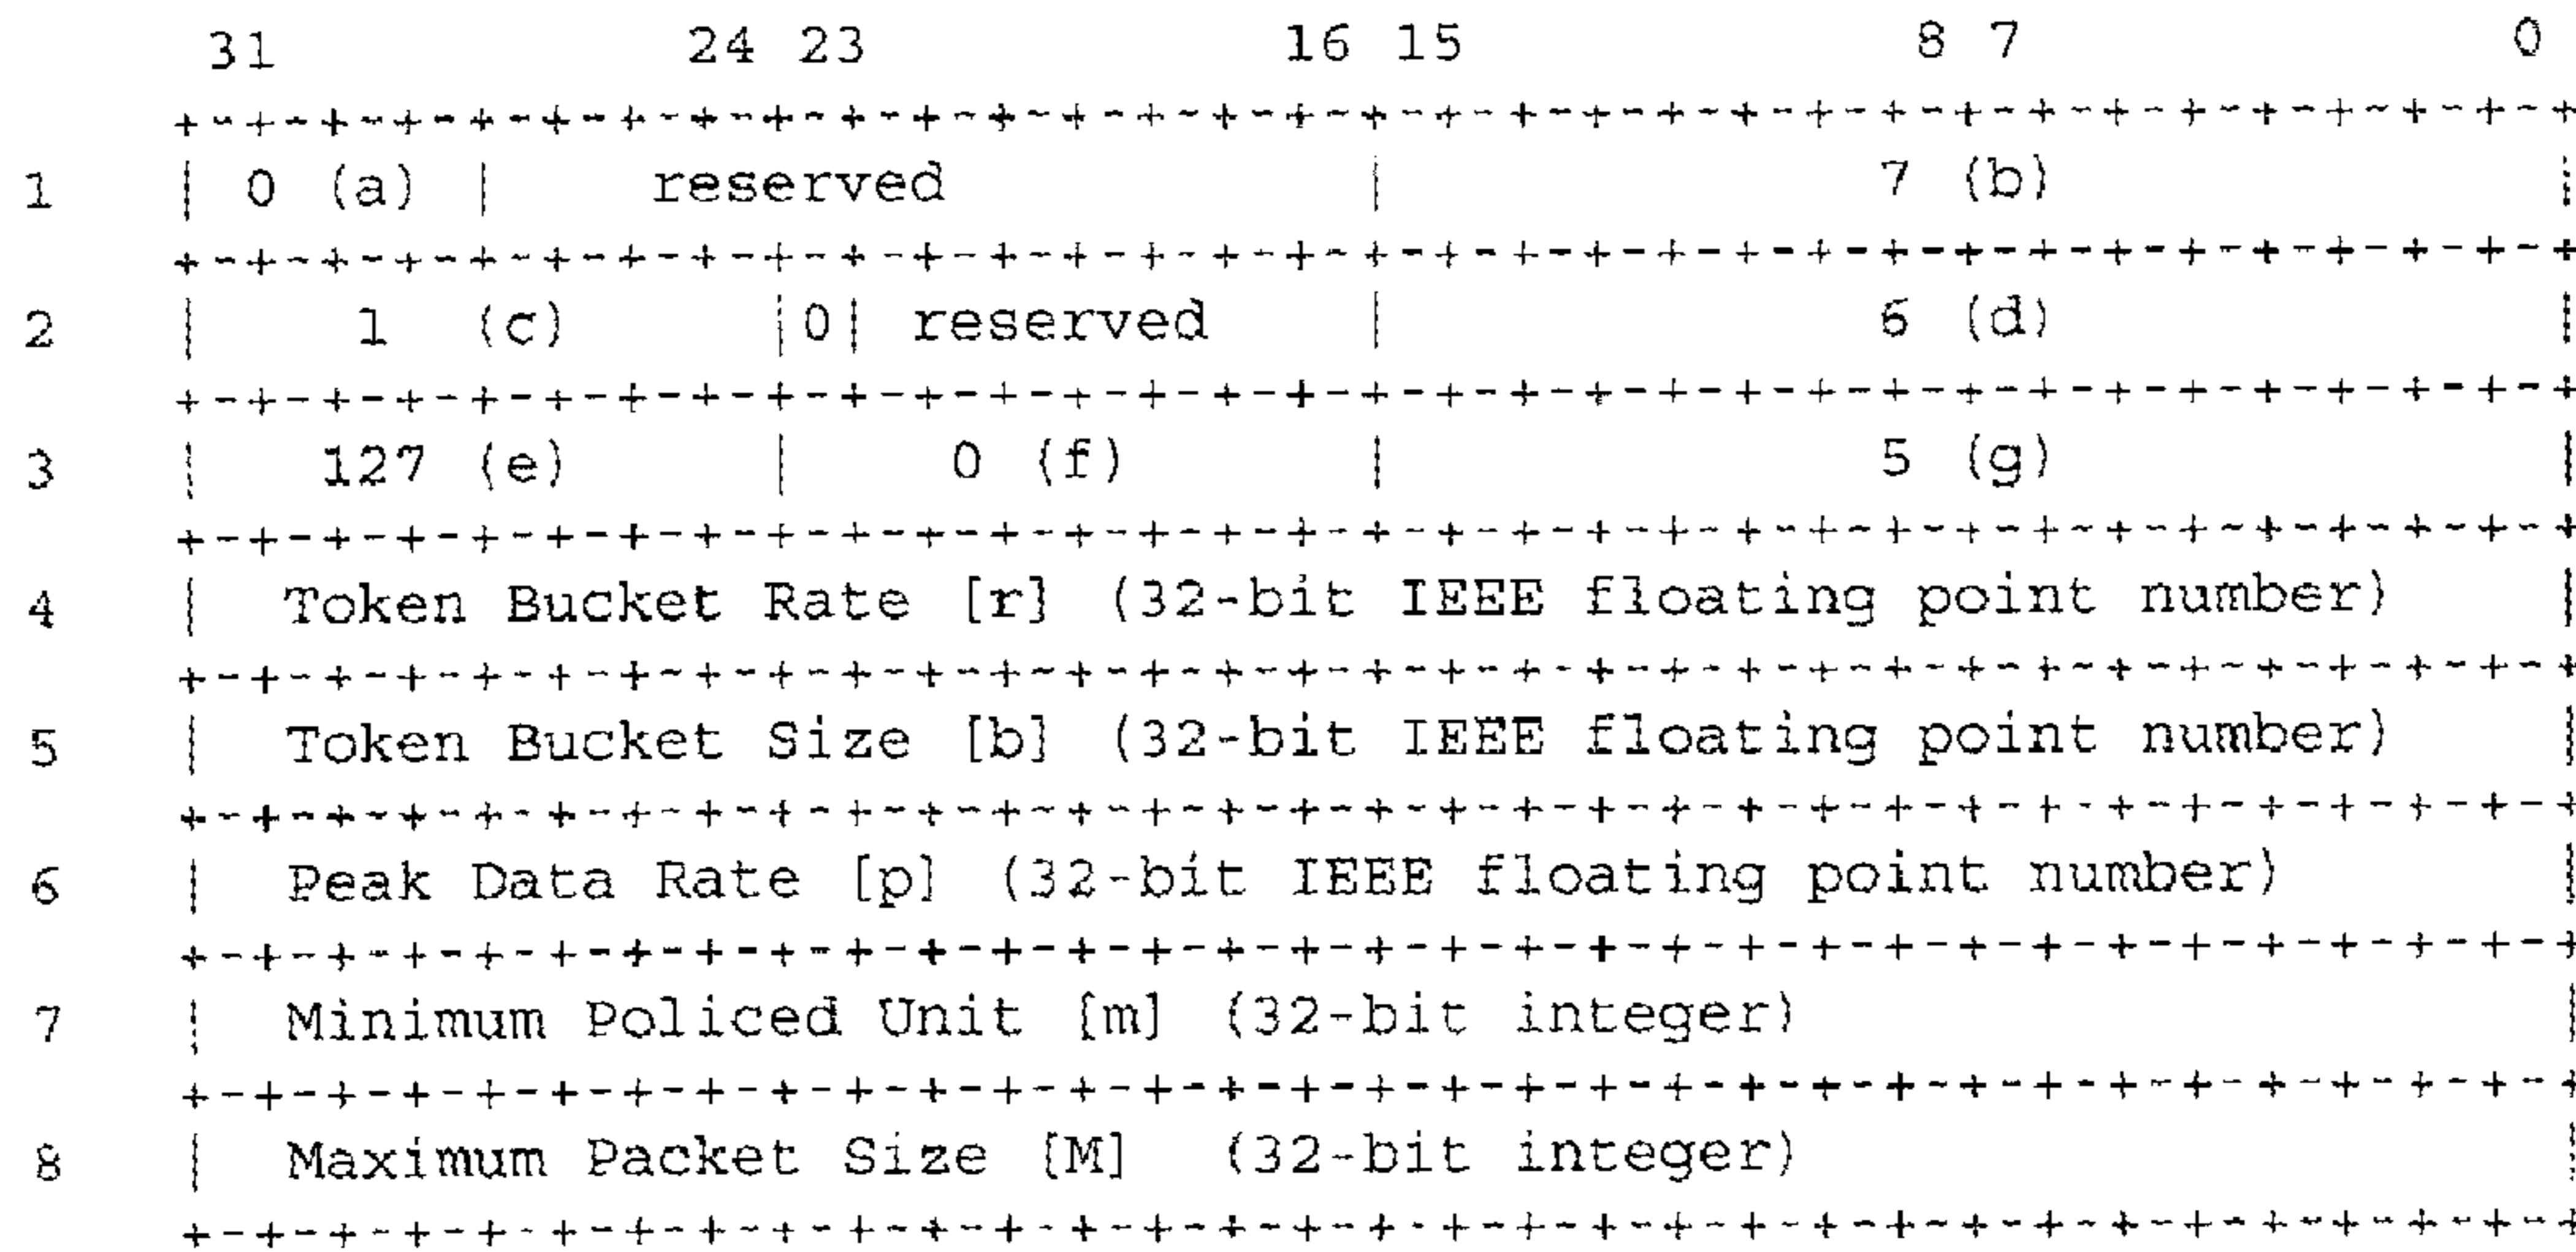 31 24 23 16 15 8 7 0
+-+-+-+-+-+-+-+-+-+-+-+-+-+-+-+-+-+-+-+-+-+-+-+-+-+-+-+-+-+-+-+-+
1 | 0 (a) | reserved | 7 (b) |
+-+-+-+-+-+-+-+-+-+-+-+-+-+-+-+-+-+-+-+-+-+-+-+-+-+-+-+-+-+-+-+-+
2 | 1 (c) |0| reserved | 6 (d) |
+-+-+-+-+-+-+-+-+-+-+-+-+-+-+-+-+-+-+-+-+-+-+-+-+-+-+-+-+-+-+-+-+
3 | 127 (e) | 0 (f) | 5 (g) |
+-+-+-+-+-+-+-+-+-+-+-+-+-+-+-+-+-+-+-+-+-+-+-+-+-+-+-+-+-+-+-+-+
4 | Token Bucket Rate [r] (32-bit IEEE floating point number) |
+-+-+-+-+-+-+-+-+-+-+-+-+-+-+-+-+-+-+-+-+-+-+-+-+-+-+-+-+-+-+-+-+
5 | Token Bucket Size [b] (32-bit IEEE floating point number) |
+-+-+-+-+-+-+-+-+-+-+-+-+-+-+-+-+-+-+-+-+-+-+-+-+-+-+-+-+-+-+-+-+
6 | Peak Data Rate [p] (32-bit IEEE floating point number) |
+-+-+-+-+-+-+-+-+-+-+-+-+-+-+-+-+-+-+-+-+-+-+-+-+-+-+-+-+-+-+-+-+
7 | Minimum Policed Unit [m] (32-bit integer) |
+-+-+-+-+-+-+-+-+-+-+-+-+-+-+-+-+-+-+-+-+-+-+-+-+-+-+-+-+-+-+-+-+
8 | Maximum Packet Size [M] (32-bit integer) |
+-+-+-+-+-+-+-+-+-+-+-+-+-+-+-+-+-+-+-+-+-+-+-+-+-+-+-+-+-+-+-+-+